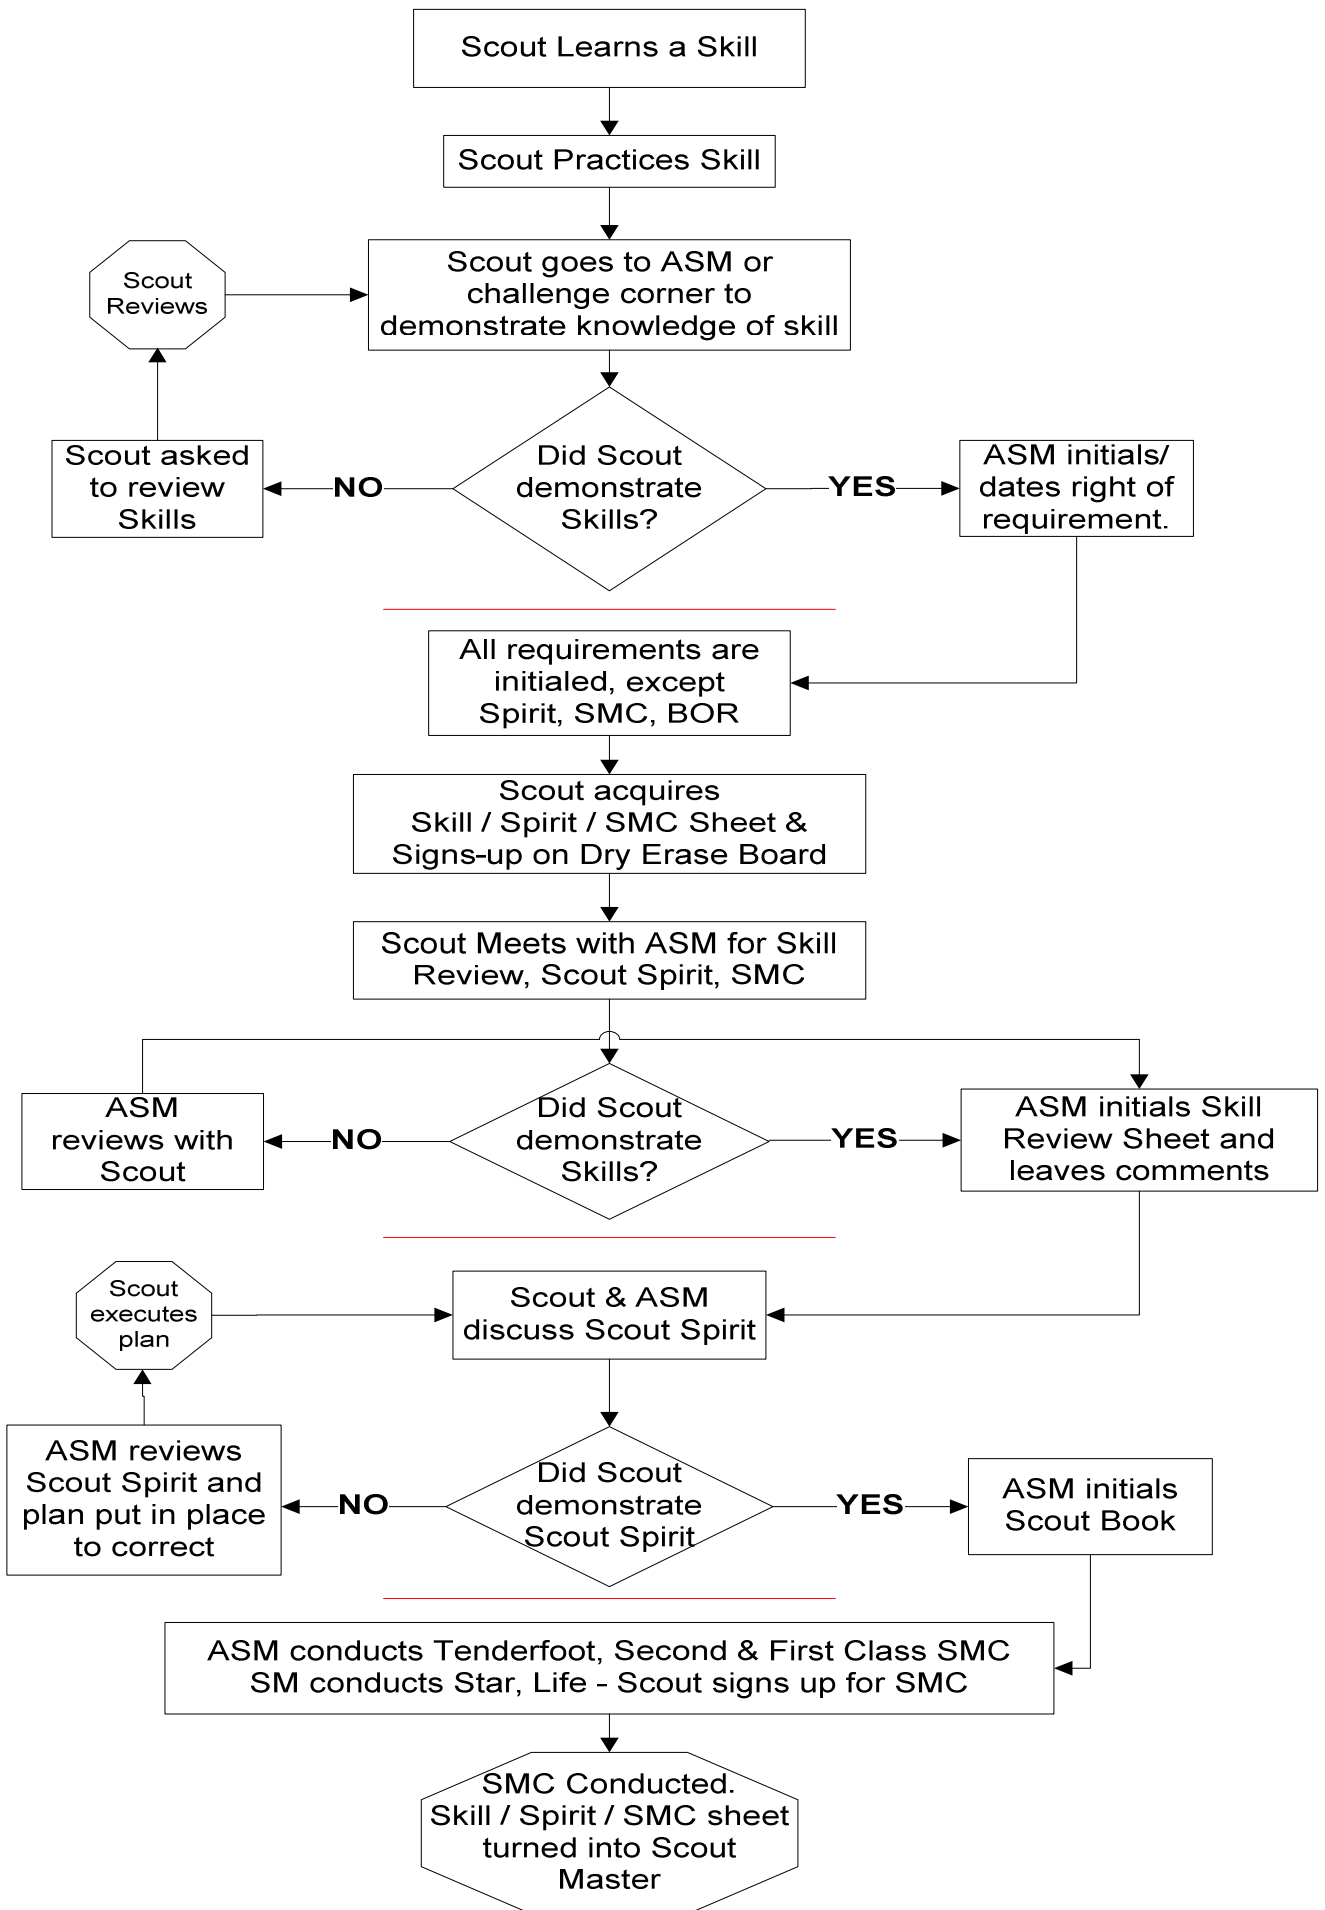 Scout Learns a Skill
Scout Practices Skill
Scout
Reviews
Scout goes to ASM or
challenge corner to
demonstrate knowledge of skill
Scout asked
to review
Skills
NO
Did Scout
demonstrate
Skills?
YES
ASM initials/
dates right of
requirement.
All requirements are
initialed, except
Spirit, SMC, BOR
Scout acquires
Skill / Spirit / SMC Sheet &
Signs-up on Dry Erase Board
Scout Meets with ASM for Skill
Review, Scout Spirit, SMC
ASM
reviews with
Scout
NO
Did Scout
demonstrate
Skills?
YES
ASM initials Skill
Review Sheet and
leaves comments
Scout
executes
plan
Scout & ASM
discuss Scout Spirit
ASM reviews
Scout Spirit and
plan put in place
to correct
NO
Did Scout
demonstrate
Scout Spirit
YES
ASM initials
Scout Book
ASM conducts Tenderfoot, Second & First Class SMC
SM conducts Star, Life - Scout signs up for SMC
SMC Conducted.
Skill / Spirit / SMC sheet
turned into Scout
Master